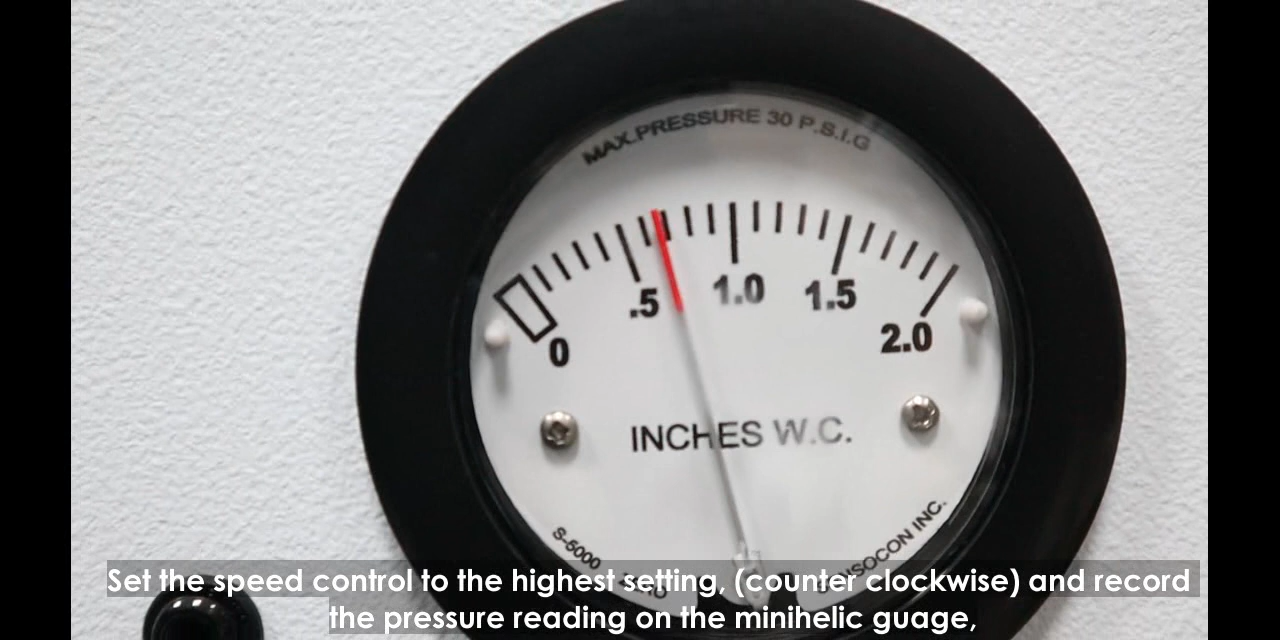 MAX.PRESSURE 30 P.S.I.G
.5 1.0 1.5
0 2.0
INCHES W.C.
S-5000
Set the speed control to the highest setting, (counter clockwise) and record
the pressure reading on the minihelic guage,